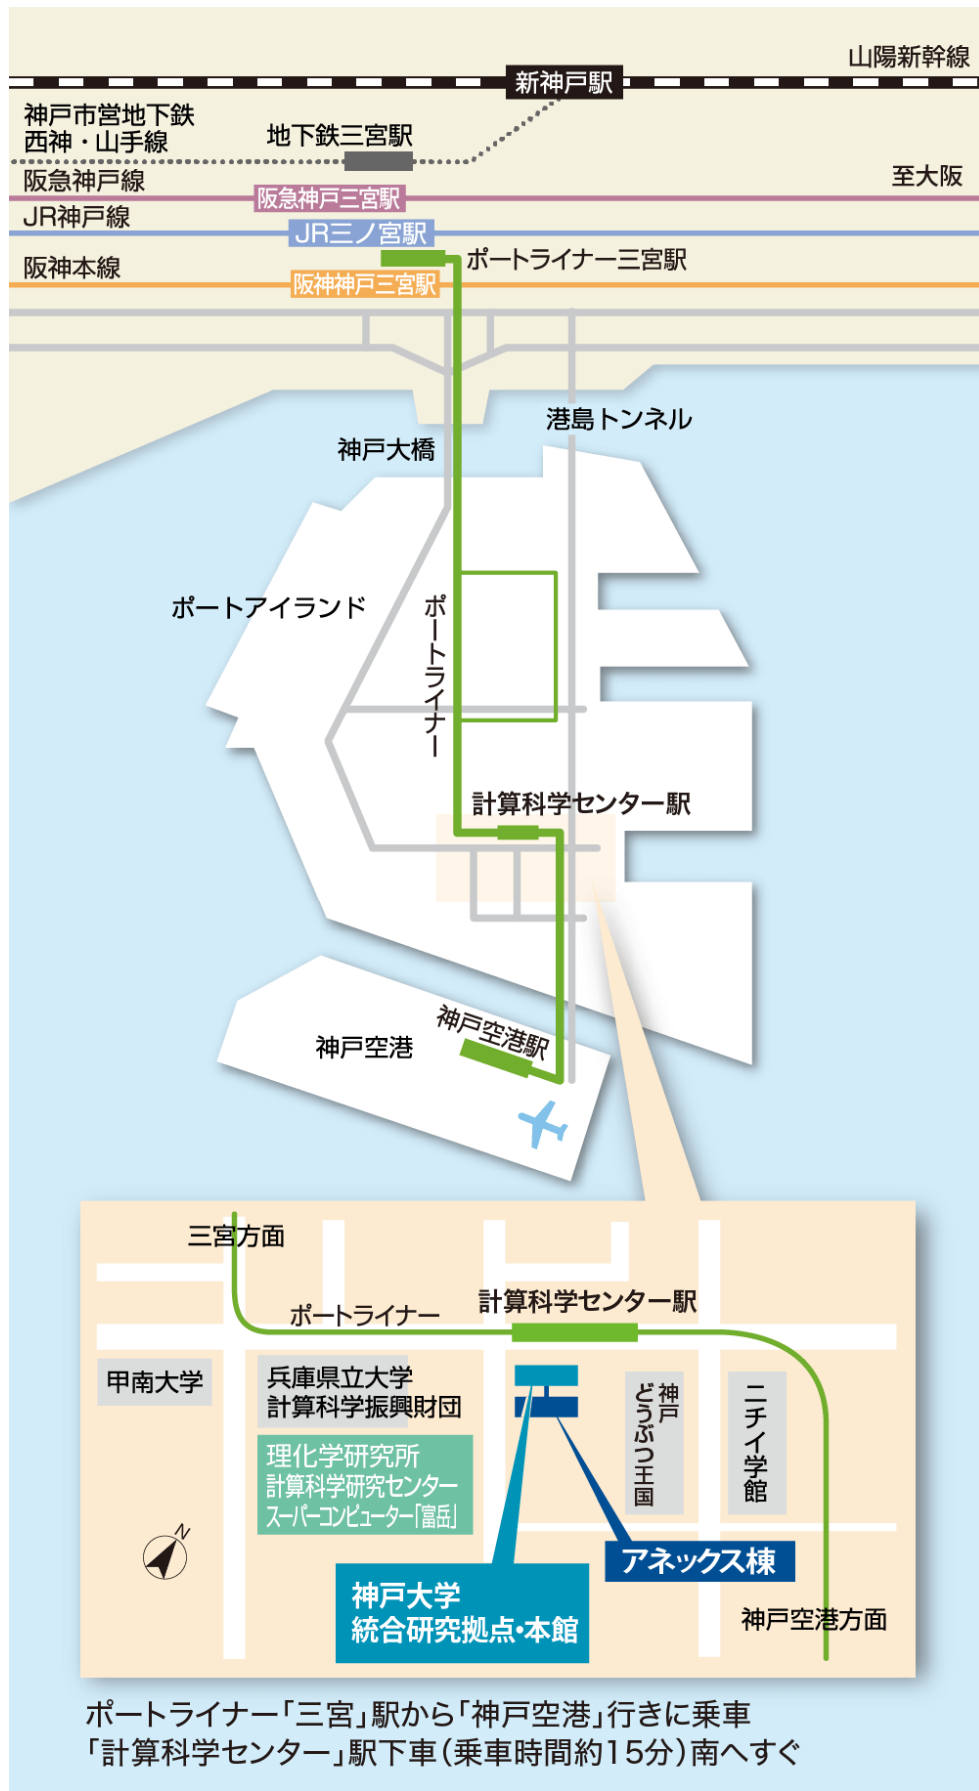 山陽新幹線
新神戸駅
神戸市営地下鉄
西神・山手線
地下鉄三宮駅
阪急神戸線
至大阪
阪急神戸三宮駅
JR神戸線
JR三ノ宮駅
ポートライナー三宮駅
阪神本線
阪神神戸三宮駅
港島トンネル
神戸大橋
ポートアイランド
ポートライナー
計算科学センター駅
神戸空港駅
神戸空港
三宮方面
計算科学センター駅
ポートライナー
甲南大学
兵庫県立大学
計算科学振興財団
神戸
どうぶつ王国
ニチイ学館
理化学研究所
計算科学研究センター
スーパーコンピューター「富岳」
N
アネックス棟
神戸大学
統合研究拠点・本館
神戸空港方面
ポートライナー「三宮」駅から「神戸空港」行きに乗車
「計算科学センター」駅下車(乗車時間約15分)南へすぐ